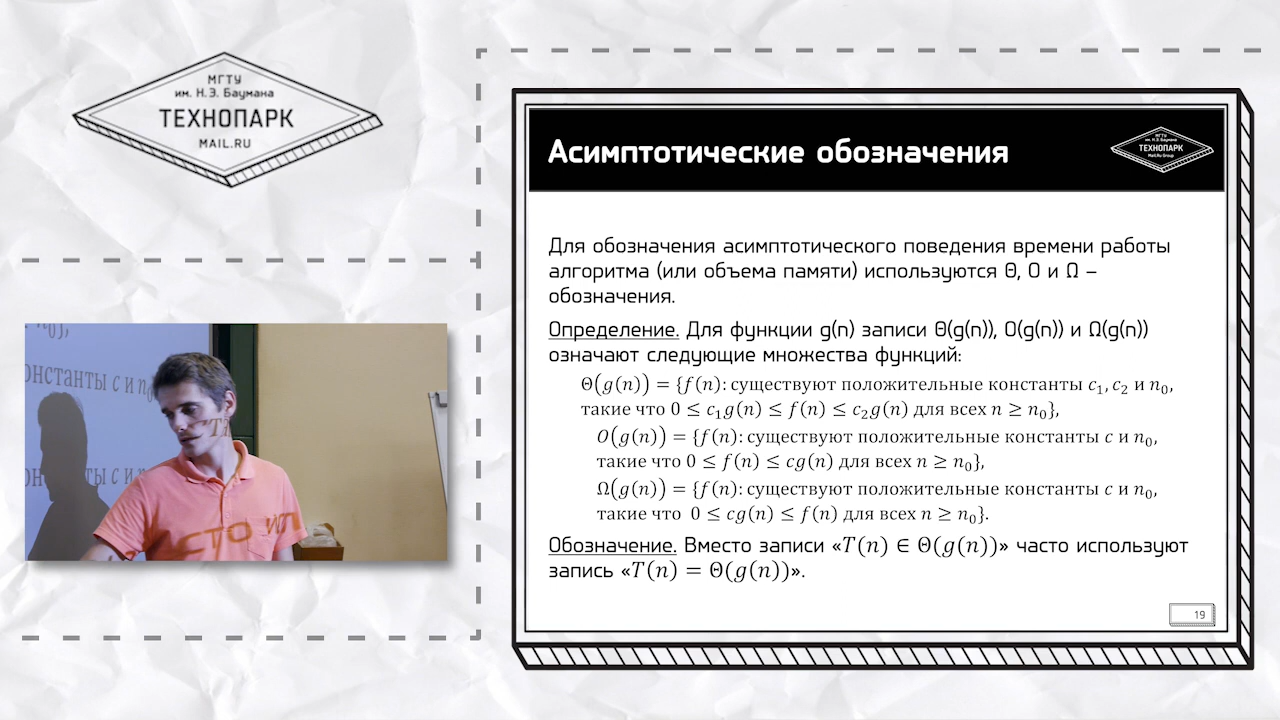 МГТУ
им. Н.Э. Баумана
ТЕХНОПАРК
MAIL.RU
Асимптотические обозначения
МГТУ
им. Н.Э. Баумана
ТЕХНОПАРК
Mail.Ru Group
Для обозначения асимптотического поведения времени работы
алгоритма (или объема памяти) используются Θ, O и Ω –
обозначения.
Определение. Для функции g(n) записи Θ(g(n)), O(g(n)) и Ω(g(n))
означают следующие множества функций:
Θ(g(n)) = {f(n): существуют положительные константы c₁, c₂ и n₀,
такие что 0 ≤ c₁g(n) ≤ f(n) ≤ c₂g(n) для всех n ≥ n₀},
O(g(n)) = {f(n): существуют положительные константы c и n₀,
такие что 0 ≤ f(n) ≤ cg(n) для всех n ≥ n₀},
Ω(g(n)) = {f(n): существуют положительные константы c и n₀,
такие что 0 ≤ cg(n) ≤ f(n) для всех n ≥ n₀}.
Обозначение. Вместо записи «T(n) ∈ Θ(g(n))» часто используют
запись «T(n) = Θ(g(n))».
19
онстанты c и n₀
сто исп